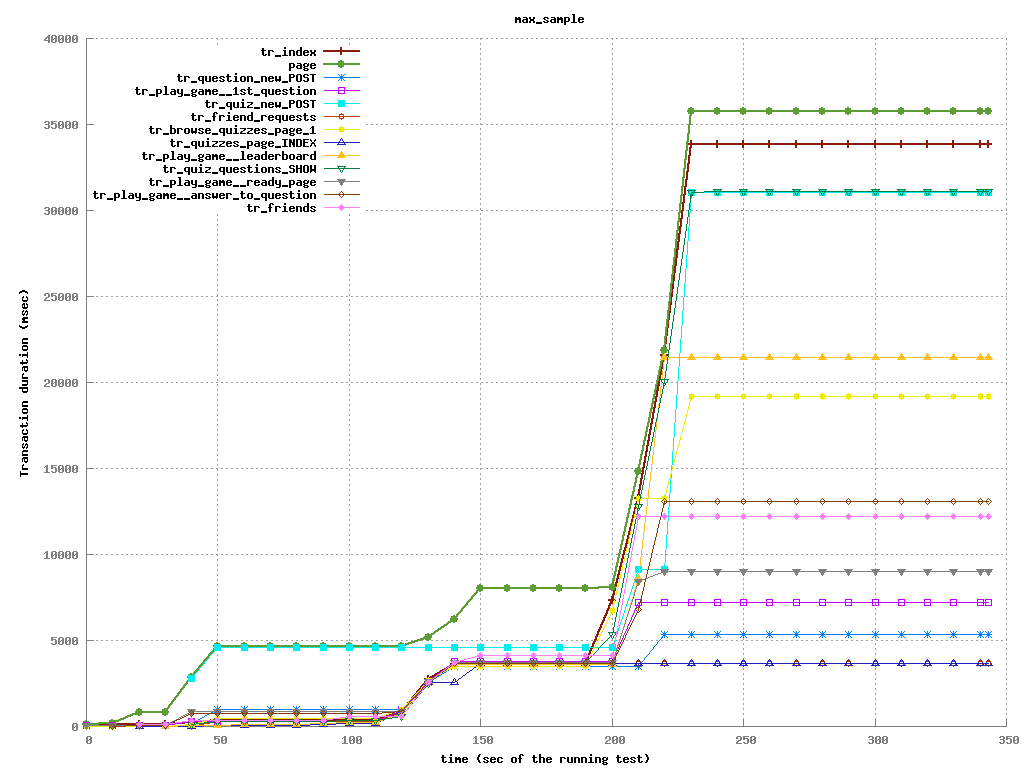 max_sample
40000
35000
30000
25000
20000
15000
10000
5000
0
Transaction duration (msec)
tr_index
page
tr_question_new_POST
tr_play_game__1st_question
tr_quiz_new_POST
tr_friend_requests
tr_browse_quizzes_page_1
tr_quizzes_page_INDEX
tr_play_game__leaderboard
tr_quiz_questions_SHOW
tr_play_game__ready_page
tr_play_game__answer_to_question
tr_friends
0 50 100 150 200 250 300 350
time (sec of the running test)